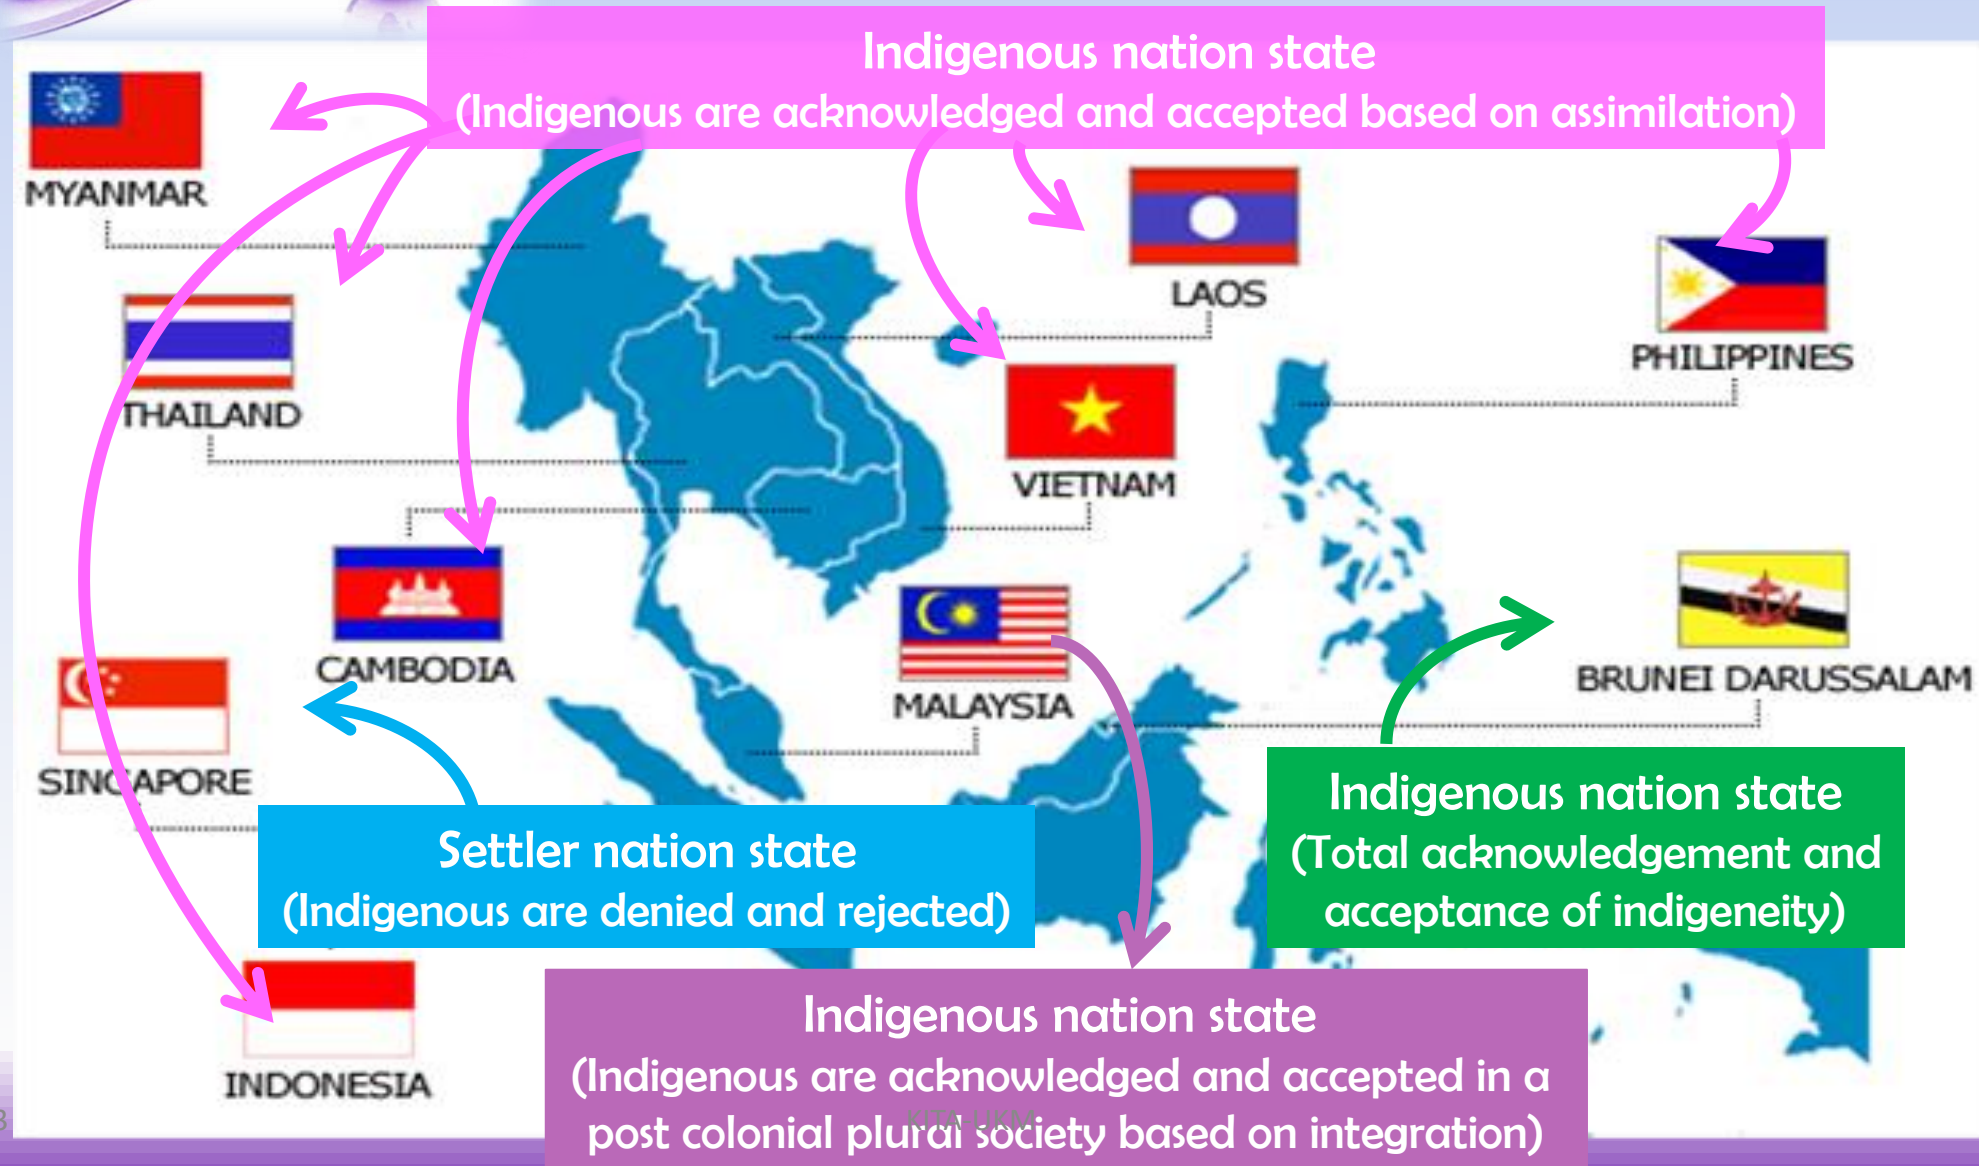 Indigenous nation state
(Indigenous are acknowledged and accepted based on assimilation)
MYANMAR
LAOS
PHILIPPINES
THAILAND
VIETNAM
CAMBODIA
MALAYSIA
BRUNEI DARUSSALAM
SINGAPORE
Indigenous nation state
(Total acknowledgement and
acceptance of indigeneity)
Settler nation state
(Indigenous are denied and rejected)
INDONESIA
Indigenous nation state
(Indigenous are acknowledged and accepted in a
post colonial plural society based on integration)
KITA-UKM